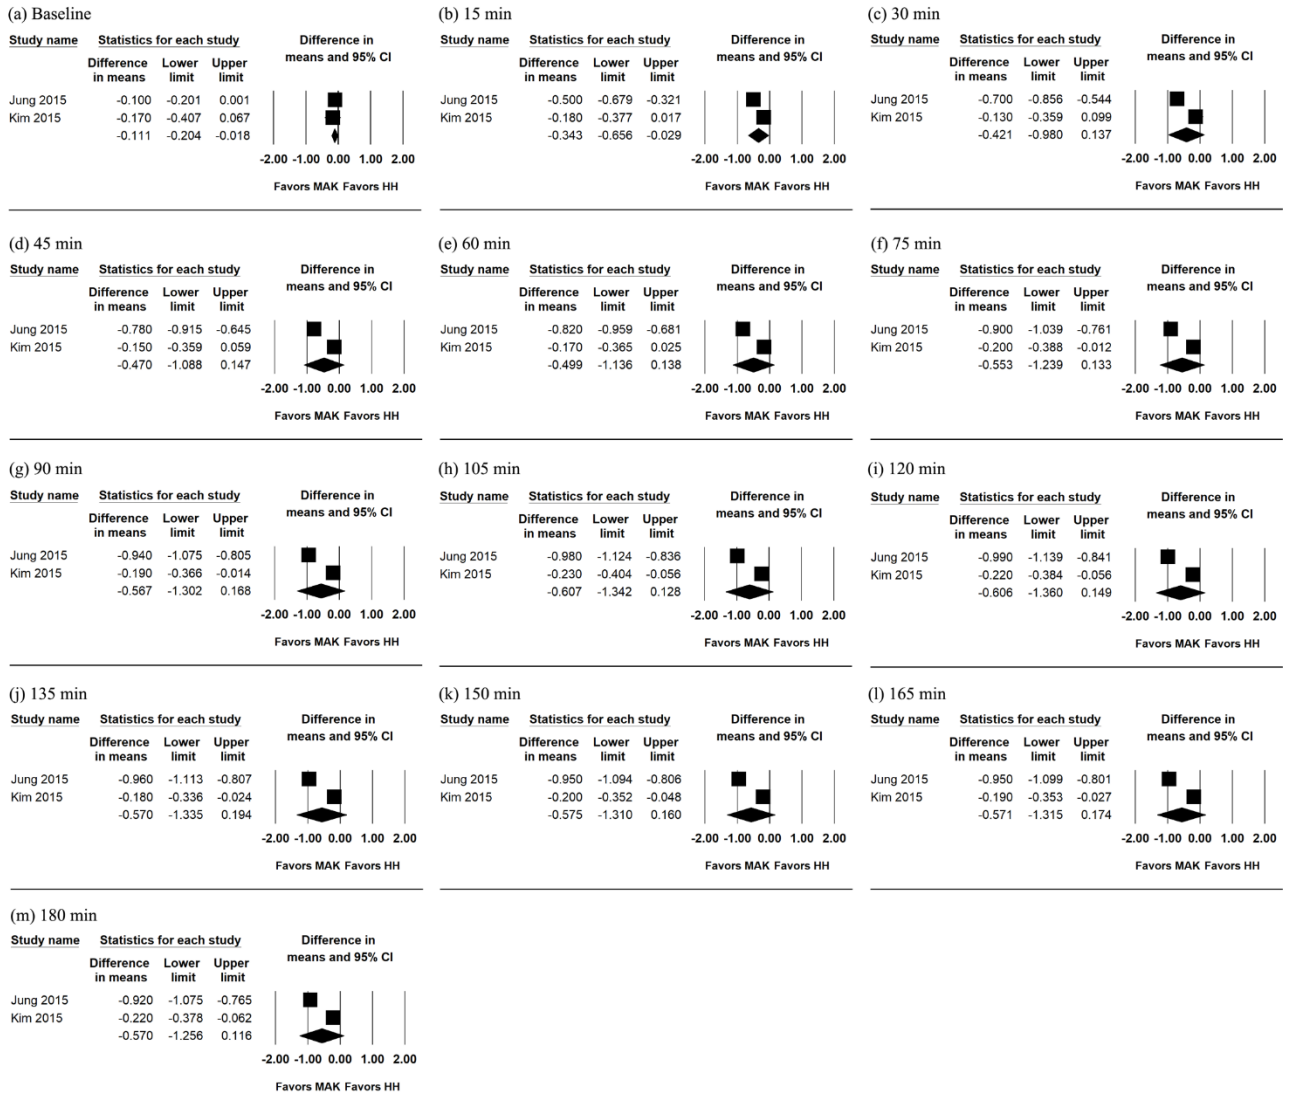 (a) Baseline
Study name Statistics for each study Difference in
means and 95% CI
Difference Lower Upper
in means limit limit
Jung 2015 -0.100 -0.201 0.001
Kim 2015 -0.170 -0.407 0.067
-0.111 -0.204 -0.018
-2.00 -1.00 0.00 1.00 2.00
Favors MAK Favors HH
(b) 15 min
Study name Statistics for each study Difference in
means and 95% CI
Difference Lower Upper
in means limit limit
Jung 2015 -0.500 -0.679 -0.321
Kim 2015 -0.180 -0.377 0.017
-0.343 -0.656 -0.029
-2.00 -1.00 0.00 1.00 2.00
Favors MAK Favors HH
(c) 30 min
Study name Statistics for each study Difference in
means and 95% CI
Difference Lower Upper
in means limit limit
Jung 2015 -0.700 -0.856 -0.544
Kim 2015 -0.130 -0.359 0.099
-0.421 -0.980 0.137
-2.00 -1.00 0.00 1.00 2.00
Favors MAK Favors HH
(d) 45 min
Study name Statistics for each study Difference in
means and 95% CI
Difference Lower Upper
in means limit limit
Jung 2015 -0.780 -0.915 -0.645
Kim 2015 -0.150 -0.359 0.059
-0.470 -1.088 0.147
-2.00 -1.00 0.00 1.00 2.00
Favors MAK Favors HH
(e) 60 min
Study name Statistics for each study Difference in
means and 95% CI
Difference Lower Upper
in means limit limit
Jung 2015 -0.820 -0.959 -0.681
Kim 2015 -0.170 -0.365 0.025
-0.499 -1.136 0.138
-2.00 -1.00 0.00 1.00 2.00
Favors MAK Favors HH
(f) 75 min
Study name Statistics for each study Difference in
means and 95% CI
Difference Lower Upper
in means limit limit
Jung 2015 -0.900 -1.039 -0.761
Kim 2015 -0.200 -0.388 -0.012
-0.553 -1.239 0.133
-2.00 -1.00 0.00 1.00 2.00
Favors MAK Favors HH
(g) 90 min
Study name Statistics for each study Difference in
means and 95% CI
Difference Lower Upper
in means limit limit
Jung 2015 -0.940 -1.075 -0.805
Kim 2015 -0.190 -0.366 -0.014
-0.567 -1.302 0.168
-2.00 -1.00 0.00 1.00 2.00
Favors MAK Favors HH
(h) 105 min
Study name Statistics for each study Difference in
means and 95% CI
Difference Lower Upper
in means limit limit
Jung 2015 -0.980 -1.124 -0.836
Kim 2015 -0.230 -0.404 -0.056
-0.607 -1.342 0.128
-2.00 -1.00 0.00 1.00 2.00
Favors MAK Favors HH
(i) 120 min
Study name Statistics for each study Difference in
means and 95% CI
Difference Lower Upper
in means limit limit
Jung 2015 -0.990 -1.139 -0.841
Kim 2015 -0.220 -0.384 -0.056
-0.606 -1.360 0.149
-2.00 -1.00 0.00 1.00 2.00
Favors MAK Favors HH
(j) 135 min
Study name Statistics for each study Difference in
means and 95% CI
Difference Lower Upper
in means limit limit
Jung 2015 -0.960 -1.113 -0.807
Kim 2015 -0.180 -0.336 -0.024
-0.570 -1.335 0.194
-2.00 -1.00 0.00 1.00 2.00
Favors MAK Favors HH
(k) 150 min
Study name Statistics for each study Difference in
means and 95% CI
Difference Lower Upper
in means limit limit
Jung 2015 -0.950 -1.094 -0.806
Kim 2015 -0.200 -0.352 -0.048
-0.575 -1.310 0.160
-2.00 -1.00 0.00 1.00 2.00
Favors MAK Favors HH
(l) 165 min
Study name Statistics for each study Difference in
means and 95% CI
Difference Lower Upper
in means limit limit
Jung 2015 -0.950 -1.099 -0.801
Kim 2015 -0.190 -0.353 -0.027
-0.571 -1.315 0.174
-2.00 -1.00 0.00 1.00 2.00
Favors MAK Favors HH
(m) 180 min
Study name Statistics for each study Difference in
means and 95% CI
Difference Lower Upper
in means limit limit
Jung 2015 -0.920 -1.075 -0.765
Kim 2015 -0.220 -0.378 -0.062
-0.570 -1.256 0.116
-2.00 -1.00 0.00 1.00 2.00
Favors MAK Favors HH